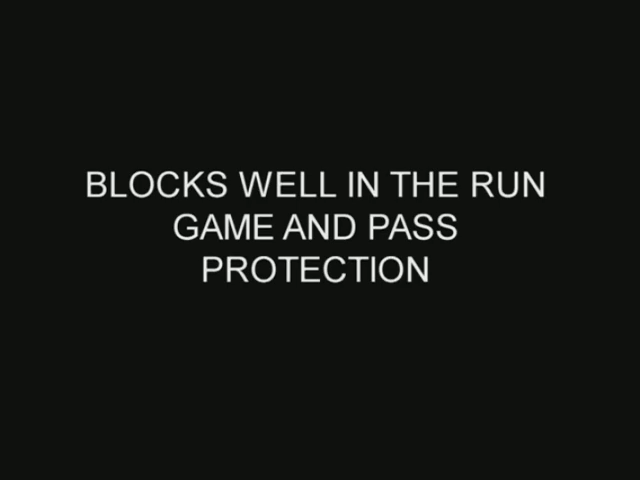 BLOCKS WELL IN THE RUN
GAME AND PASS
PROTECTION